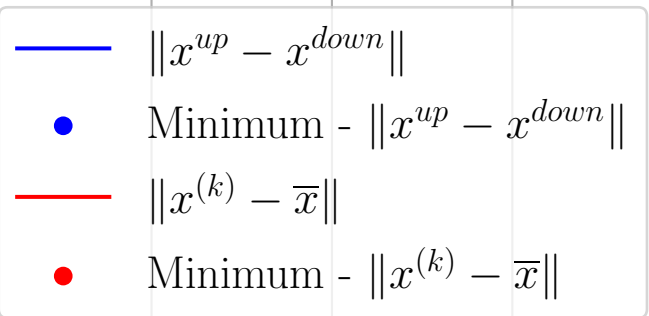 ‖x^{up} − x^{down}‖
Minimum - ‖x^{up} − x^{down}‖
‖x^{(k)} − x̅‖
Minimum - ‖x^{(k)} − x̅‖